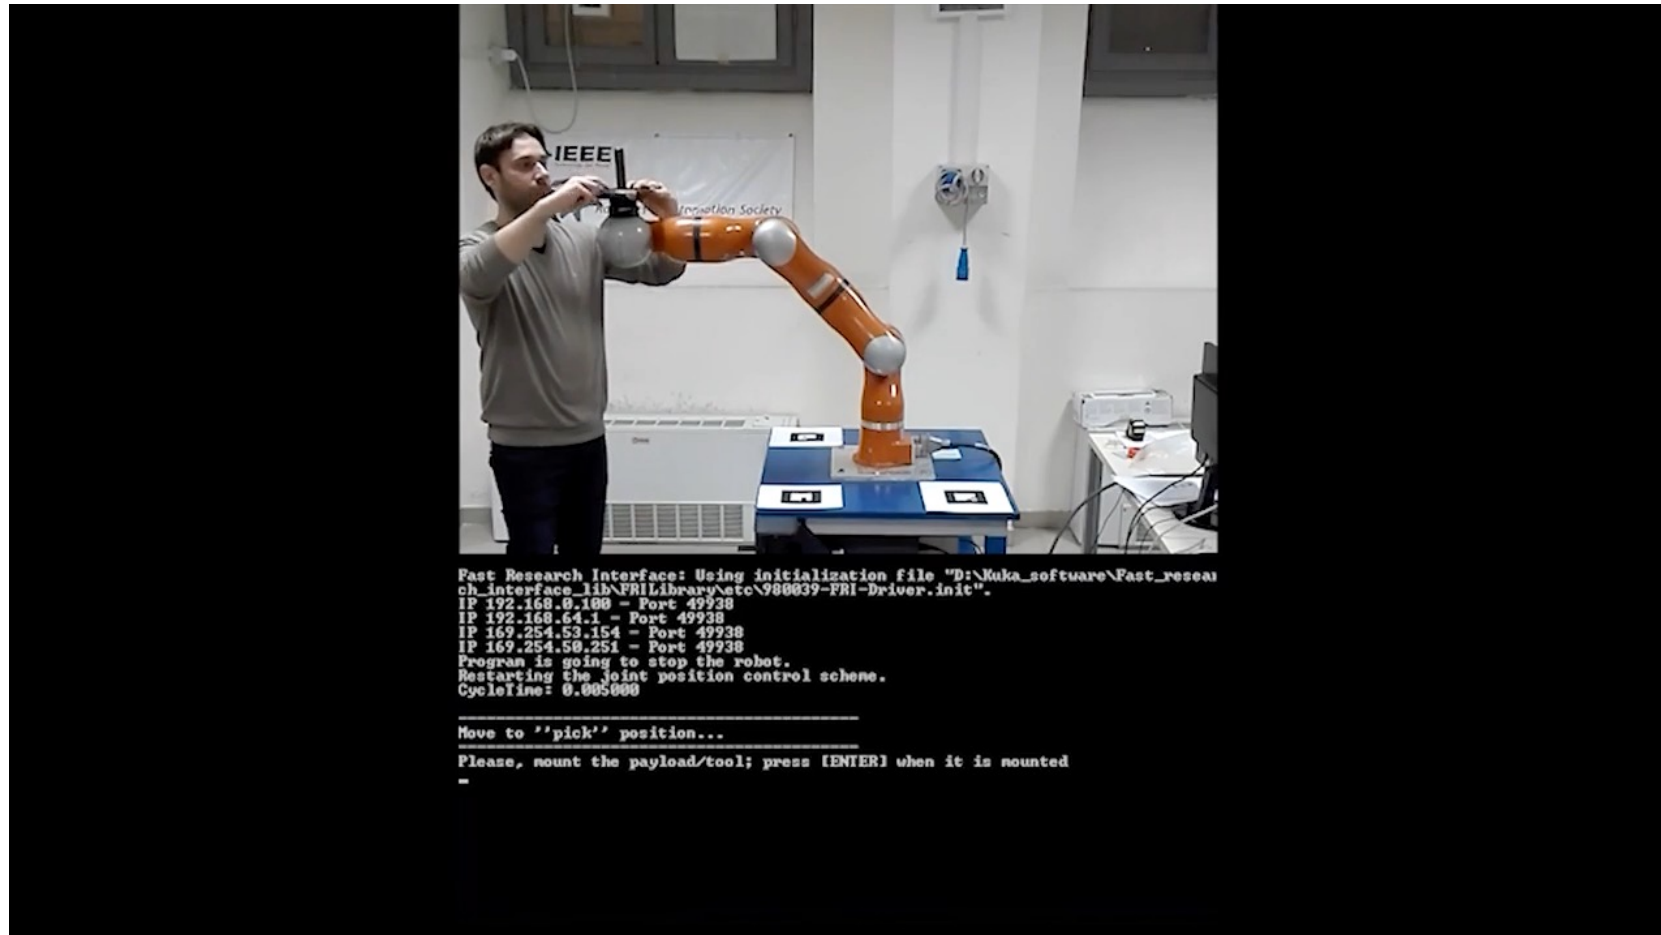 IEEE
tomation Society
Fast Research Interface: Using initialization file "D:\Kuka_software\Fast_resear
ch_interface_lib\FRILibrary\etc\980039-FRI-Driver.init".
IP 192.168.0.100 - Port 49938
IP 192.168.64.1 - Port 49938
IP 169.254.53.154 - Port 49938
IP 169.254.50.251 - Port 49938
Program is going to stop the robot.
Restarting the joint position control scheme.
CycleTime: 0.005000
Move to ''pick'' position...
Please, mount the payload/tool; press [ENTER] when it is mounted